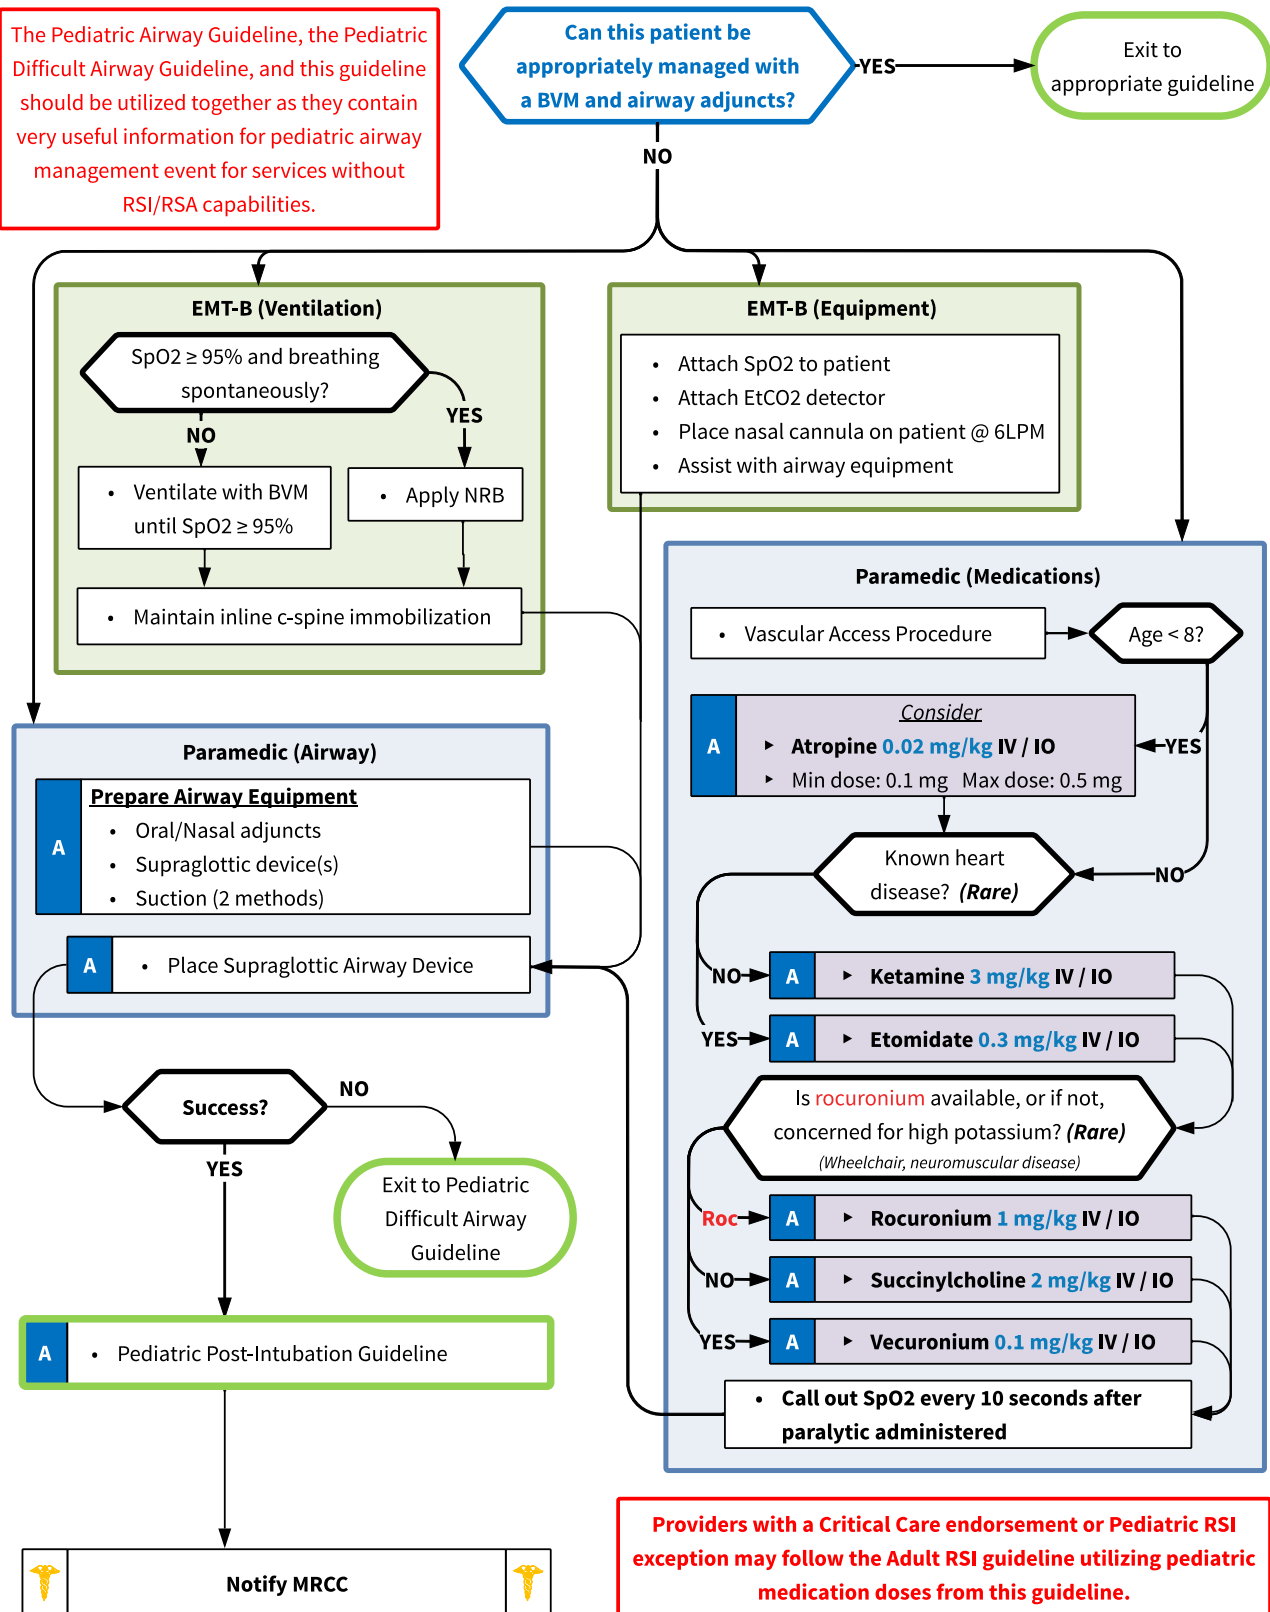 The Pediatric Airway Guideline, the Pediatric
Difficult Airway Guideline, and this guideline
should be utilized together as they contain
very useful information for pediatric airway
management event for services without
RSI/RSA capabilities.
Can this patient be
appropriately managed with
a BVM and airway adjuncts?
YES
Exit to
appropriate guideline
NO
EMT-B (Ventilation)
SpO2 ≥ 95% and breathing
spontaneously?
NO
YES
• Ventilate with BVM
until SpO2 ≥ 95%
• Apply NRB
• Maintain inline c-spine immobilization
EMT-B (Equipment)
• Attach SpO2 to patient
• Attach EtCO2 detector
• Place nasal cannula on patient @ 6LPM
• Assist with airway equipment
Paramedic (Medications)
• Vascular Access Procedure
Age < 8?
YES
NO
A
Consider
▸ Atropine 0.02 mg/kg IV / IO
▸ Min dose: 0.1 mg Max dose: 0.5 mg
Known heart
disease? (Rare)
NO
A
▸ Ketamine 3 mg/kg IV / IO
YES
A
▸ Etomidate 0.3 mg/kg IV / IO
Is rocuronium available, or if not,
concerned for high potassium? (Rare)
(Wheelchair, neuromuscular disease)
Roc
A
▸ Rocuronium 1 mg/kg IV / IO
NO
A
▸ Succinylcholine 2 mg/kg IV / IO
YES
A
▸ Vecuronium 0.1 mg/kg IV / IO
• Call out SpO2 every 10 seconds after
paralytic administered
Paramedic (Airway)
A
Prepare Airway Equipment
• Oral/Nasal adjuncts
• Supraglottic device(s)
• Suction (2 methods)
A
• Place Supraglottic Airway Device
Success?
NO
YES
Exit to Pediatric
Difficult Airway
Guideline
A
• Pediatric Post-Intubation Guideline
Notify MRCC
Providers with a Critical Care endorsement or Pediatric RSI
exception may follow the Adult RSI guideline utilizing pediatric
medication doses from this guideline.